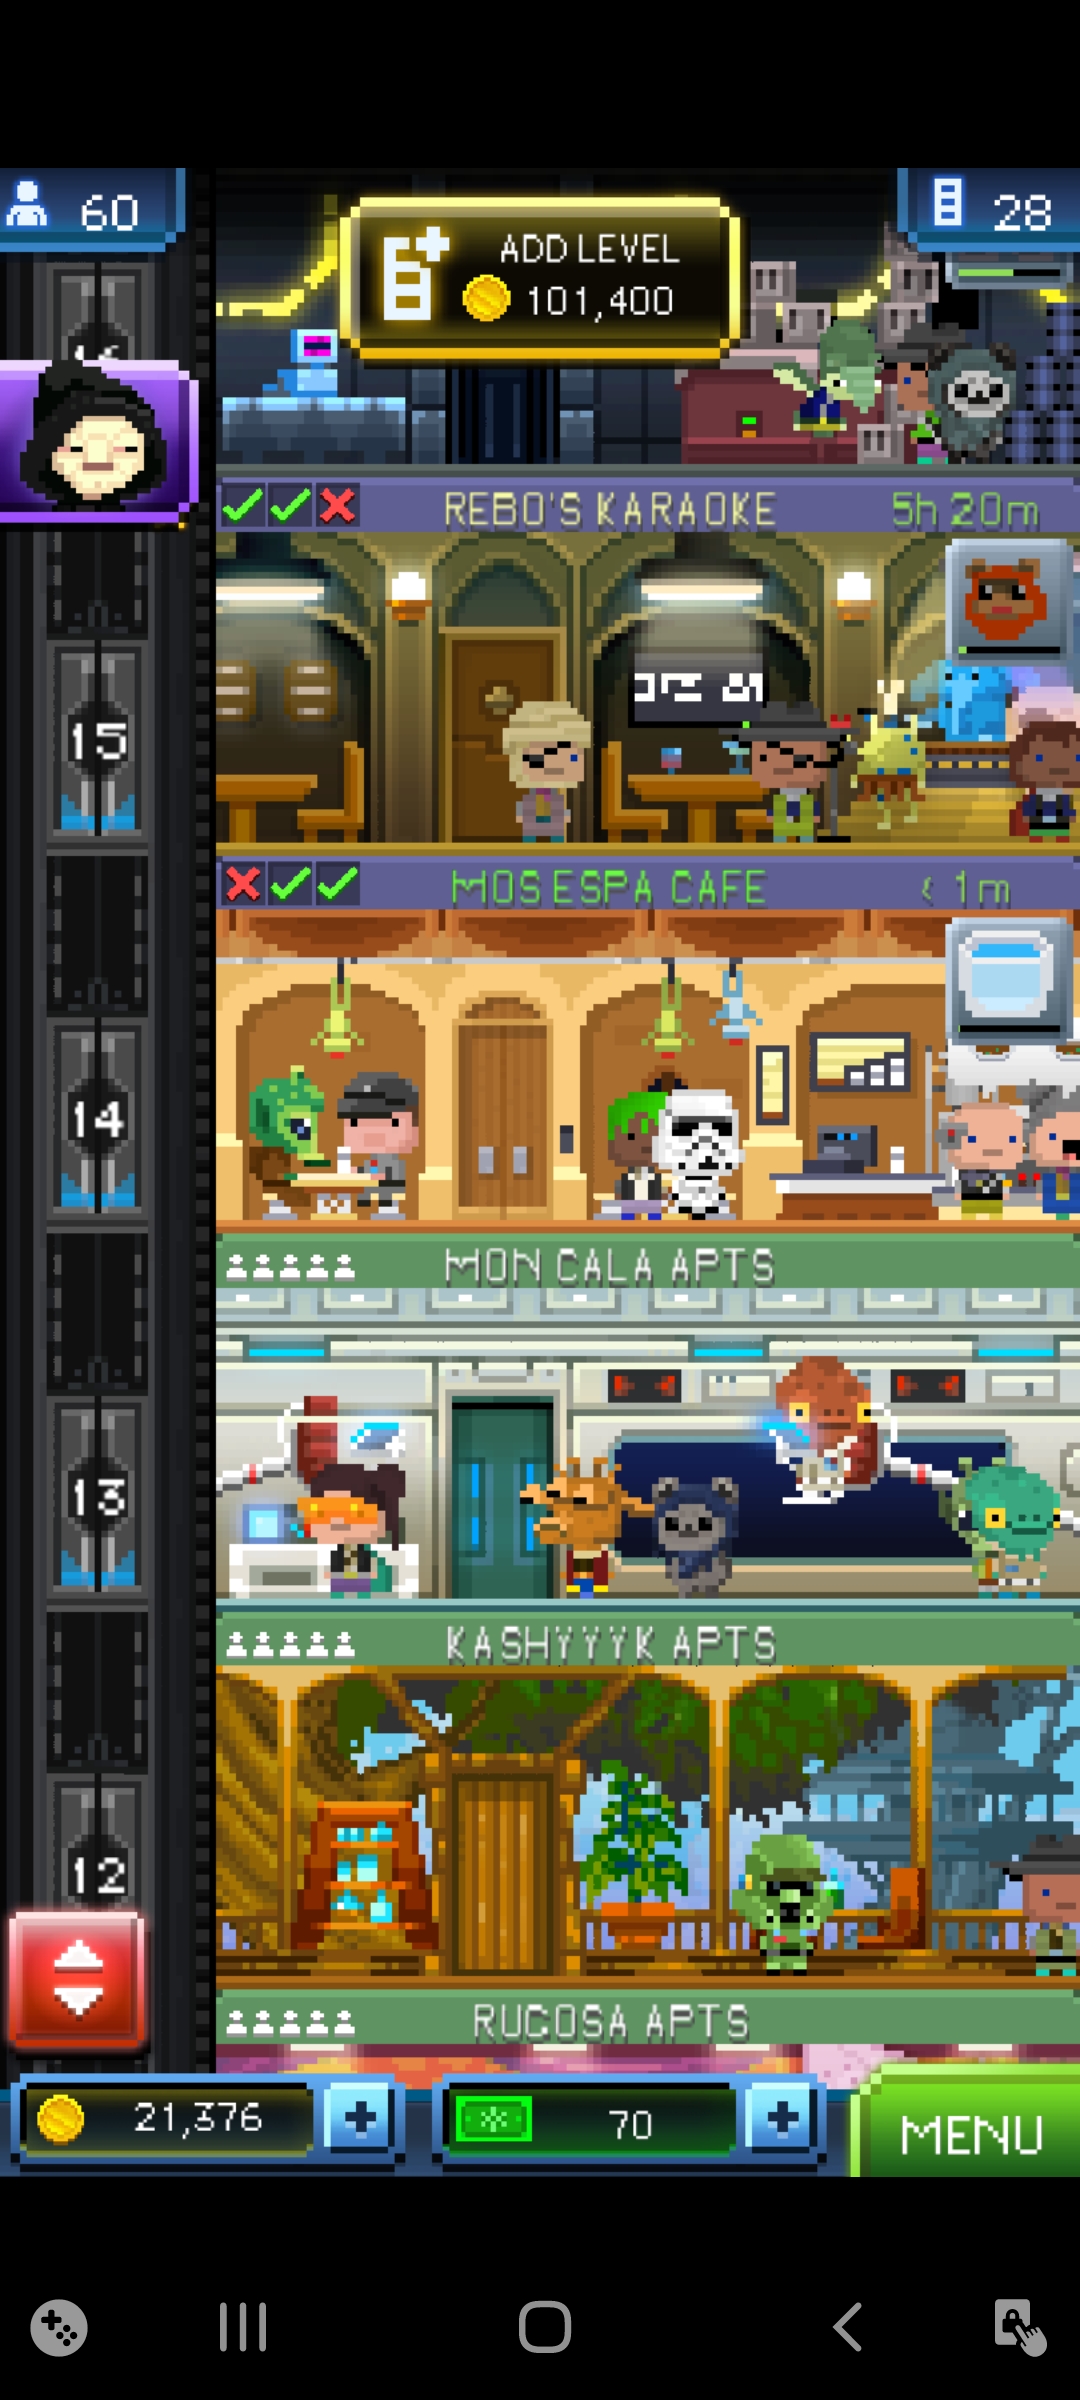 60
ADD LEVEL
101,400
28
REBO'S KARAOKE
5h 20m
15
MOS ESPA CAFE
< 1m
14
MON CALA APTS
13
KASHYYYK APTS
12
RUGOSA APTS
21,376
70
MENU